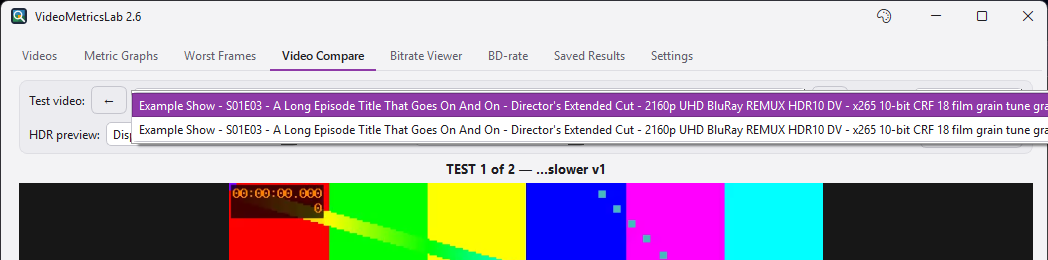 VideoMetricsLab 2.6
Videos Metric Graphs Worst Frames Video Compare Bitrate Viewer BD-rate Saved Results Settings
Test video: ←
Example Show - S01E03 - A Long Episode Title That Goes On And On - Director's Extended Cut - 2160p UHD BluRay REMUX HDR10 DV - x265 10-bit CRF 18 film grain tune gra
Example Show - S01E03 - A Long Episode Title That Goes On And On - Director's Extended Cut - 2160p UHD BluRay REMUX HDR10 DV - x265 10-bit CRF 18 film grain tune gra
HDR preview: Disp
TEST 1 of 2 — ...slower v1
00:00:00.000
0